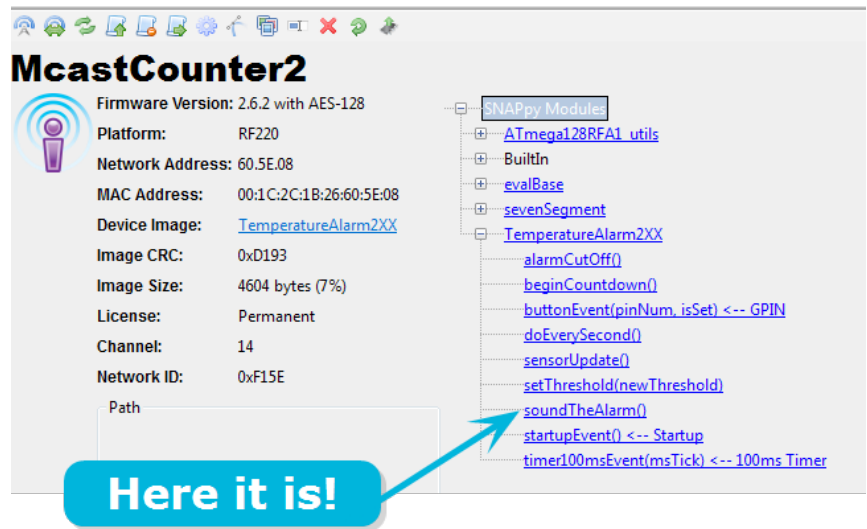 McastCounter2
Firmware Version: 2.6.2 with AES-128
Platform: RF220
Network Address: 60.5E.08
MAC Address: 00:1C:2C:1B:26:60:5E:08
Device Image: TemperatureAlarm2XX
Image CRC: 0xD193
Image Size: 4604 bytes (7%)
License: Permanent
Channel: 14
Network ID: 0xF15E
Path
SNAPpy Modules
ATmega128RFA1_utils
BuiltIn
evalBase
sevenSegment
TemperatureAlarm2XX
alarmCutOff()
beginCountdown()
buttonEvent(pinNum, isSet) <-- GPIN
doEverySecond()
sensorUpdate()
setThreshold(newThreshold)
soundTheAlarm()
startupEvent() <-- Startup
timer100msEvent(msTick) <-- 100ms Timer
Here it is!